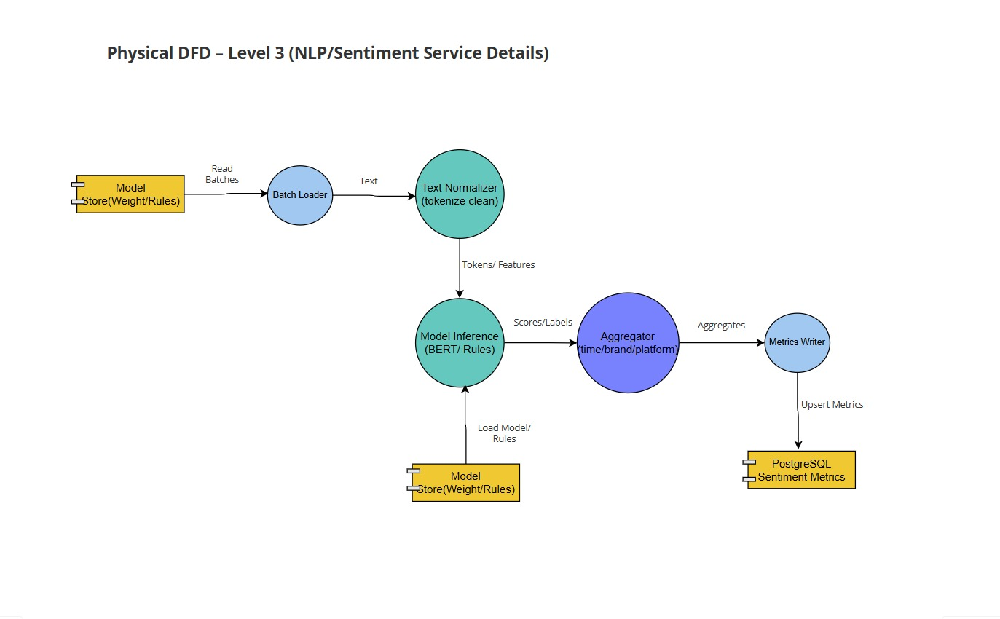 Physical DFD – Level 3 (NLP/Sentiment Service Details)
Read
Batches
Model
Store(Weight/Rules)
Batch Loader
Text
Text Normalizer
(tokenize clean)
Tokens/ Features
Model Inference
(BERT/ Rules)
Scores/Labels
Aggregator
(time/brand/platform)
Aggregates
Metrics Writer
Load Model/
Rules
Model
Store(Weight/Rules)
Upsert Metrics
PostgreSQL
Sentiment Metrics